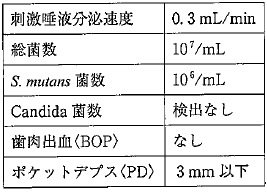 刺激唾液分泌速度 0.3 mL/min
総菌数 10⁷/mL
S. mutans 菌数 10⁶/mL
Candida 菌数 検出なし
歯肉出血〈BOP〉 なし
ポケットデプス〈PD〉 3 mm 以下